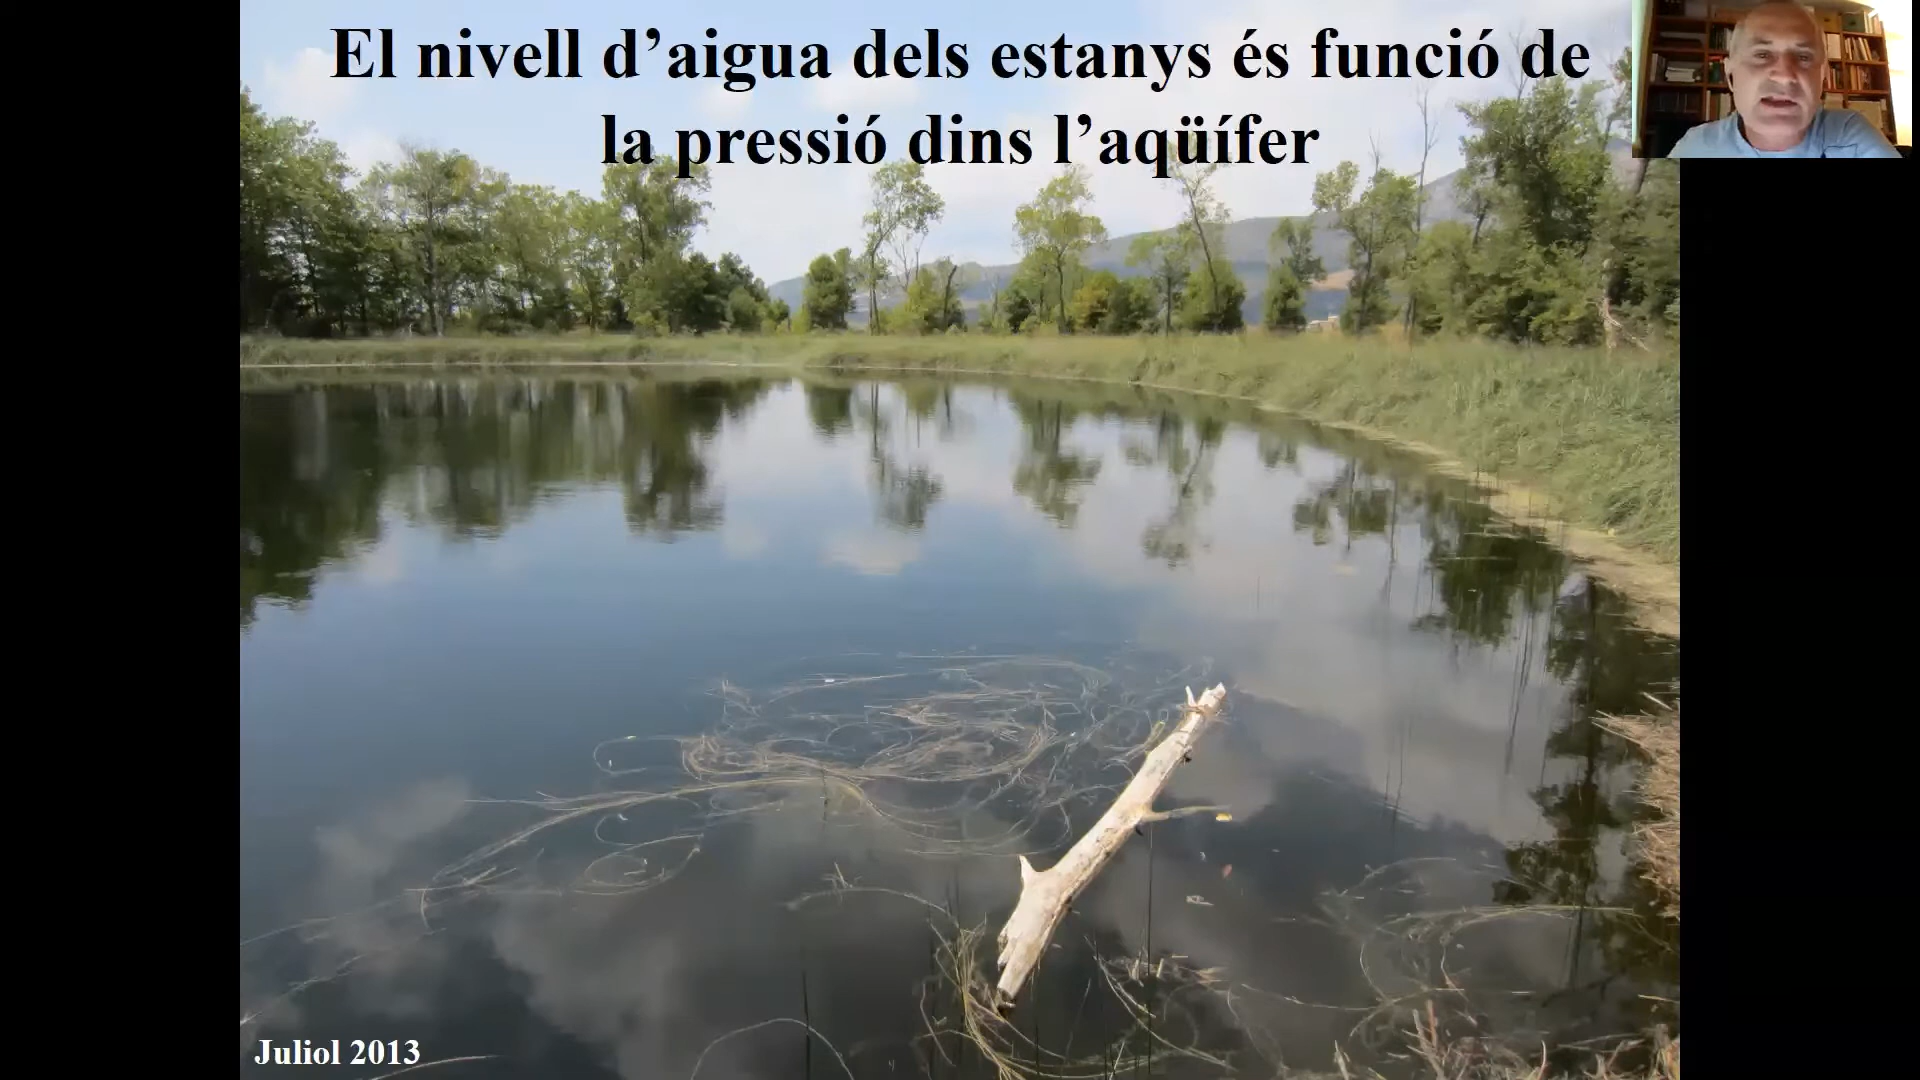 El nivell d’aigua dels estanys és funció de
la pressió dins l’aqüífer
Juliol 2013